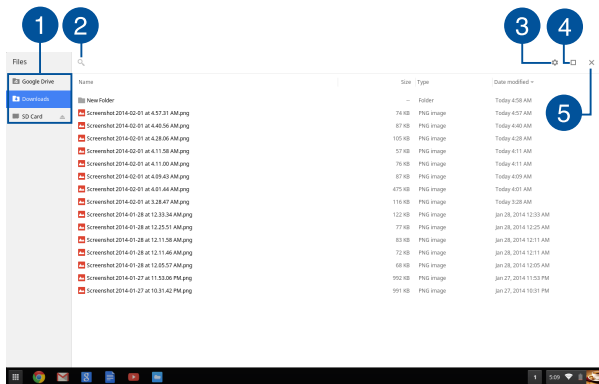 1 2 3 4
Files
Google Drive
Downloads
SD Card
Name Size Type Date modified
New Folder -- Folder Today 4:58 AM
Screenshot 2014-02-01 at 4.57.31 AM.png 74 KB PNG image Today 4:57 AM
Screenshot 2014-02-01 at 4.40.56 AM.png 87 KB PNG image Today 4:40 AM
Screenshot 2014-02-01 at 4.28.06 AM.png 105 KB PNG image Today 4:28 AM
Screenshot 2014-02-01 at 4.11.58 AM.png 57 KB PNG image Today 4:11 AM
Screenshot 2014-02-01 at 4.11.00 AM.png 76 KB PNG image Today 4:11 AM
Screenshot 2014-02-01 at 4.09.43 AM.png 87 KB PNG image Today 4:09 AM
Screenshot 2014-02-01 at 4.01.44 AM.png 475 KB PNG image Today 4:01 AM
Screenshot 2014-02-01 at 3.28.47 AM.png 116 KB PNG image Today 3:28 AM
Screenshot 2014-01-28 at 12.33.34 AM.png 122 KB PNG image Jan 28, 2014 12:33 AM
Screenshot 2014-01-28 at 12.25.51 AM.png 77 KB PNG image Jan 28, 2014 12:25 AM
Screenshot 2014-01-28 at 12.11.58 AM.png 83 KB PNG image Jan 28, 2014 12:11 AM
Screenshot 2014-01-28 at 12.11.46 AM.png 72 KB PNG image Jan 28, 2014 12:11 AM
Screenshot 2014-01-28 at 12.05.57 AM.png 68 KB PNG image Jan 28, 2014 12:05 AM
Screenshot 2014-01-27 at 11.53.06 PM.png 992 KB PNG image Jan 27, 2014 11:53 PM
Screenshot 2014-01-27 at 10.31.42 PM.png 991 KB PNG image Jan 27, 2014 10:31 PM
5
8 1 5:09